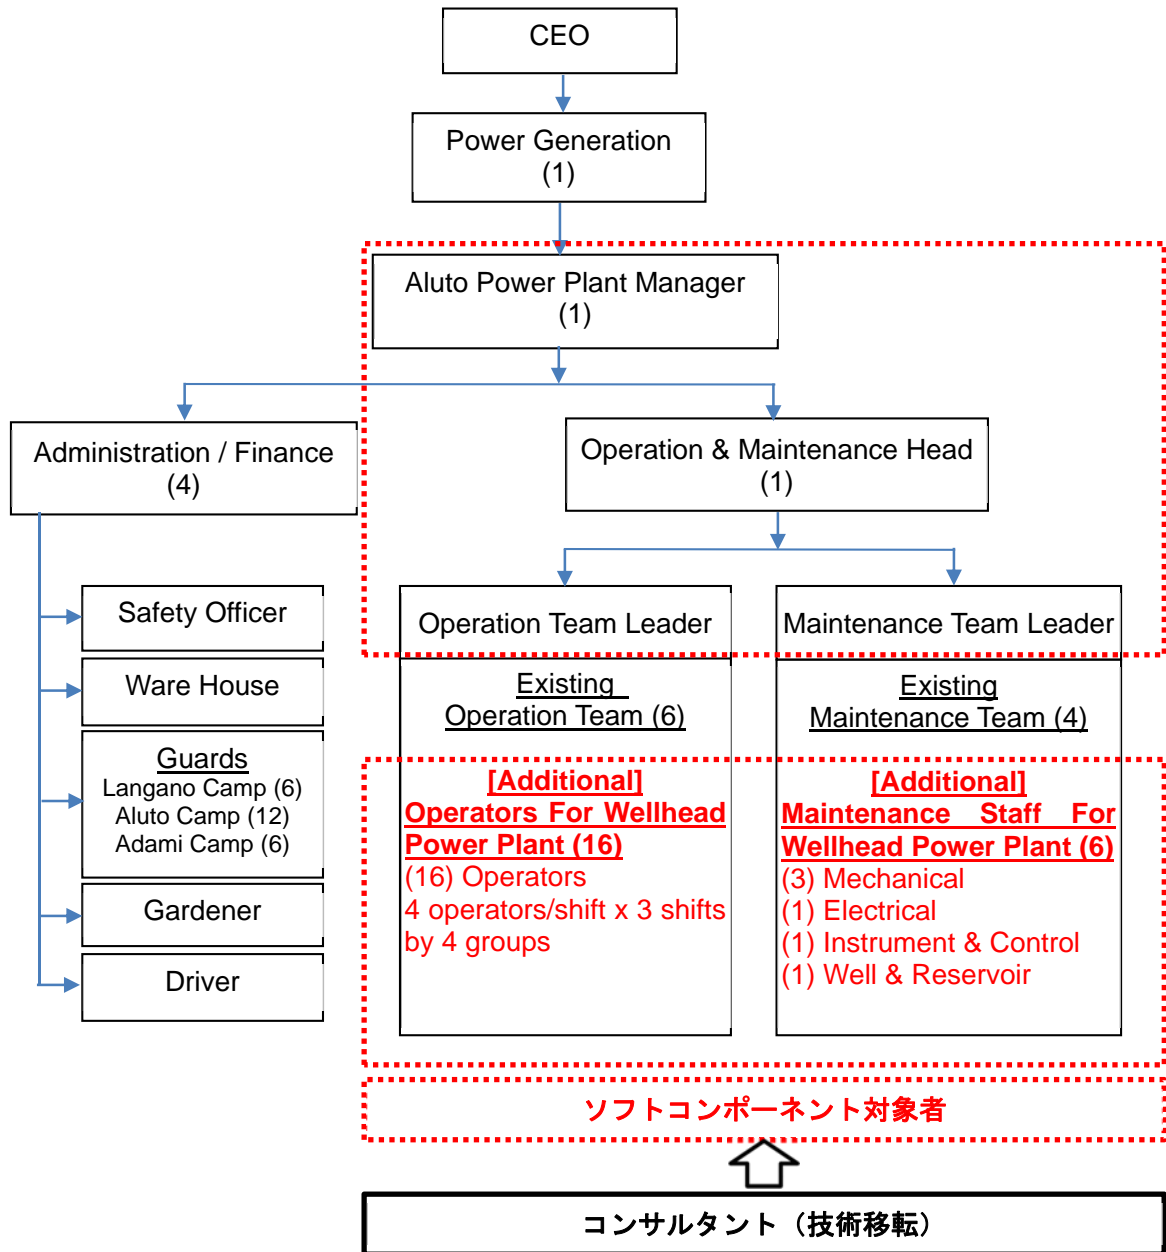 CEO
Power Generation
(1)
Aluto Power Plant Manager
(1)
Administration / Finance
(4)
Operation & Maintenance Head
(1)
Safety Officer
Ware House
Guards
Langano Camp (6)
Aluto Camp (12)
Adami Camp (6)
Gardener
Driver
Operation Team Leader
Existing
Operation Team (6)
[Additional]
Operators For Wellhead
Power Plant (16)
(16) Operators
4 operators/shift x 3 shifts
by 4 groups
Maintenance Team Leader
Existing
Maintenance Team (4)
[Additional]
Maintenance Staff For
Wellhead Power Plant (6)
(3) Mechanical
(1) Electrical
(1) Instrument & Control
(1) Well & Reservoir
ソフトコンポーネント対象者
コンサルタント（技術移転）